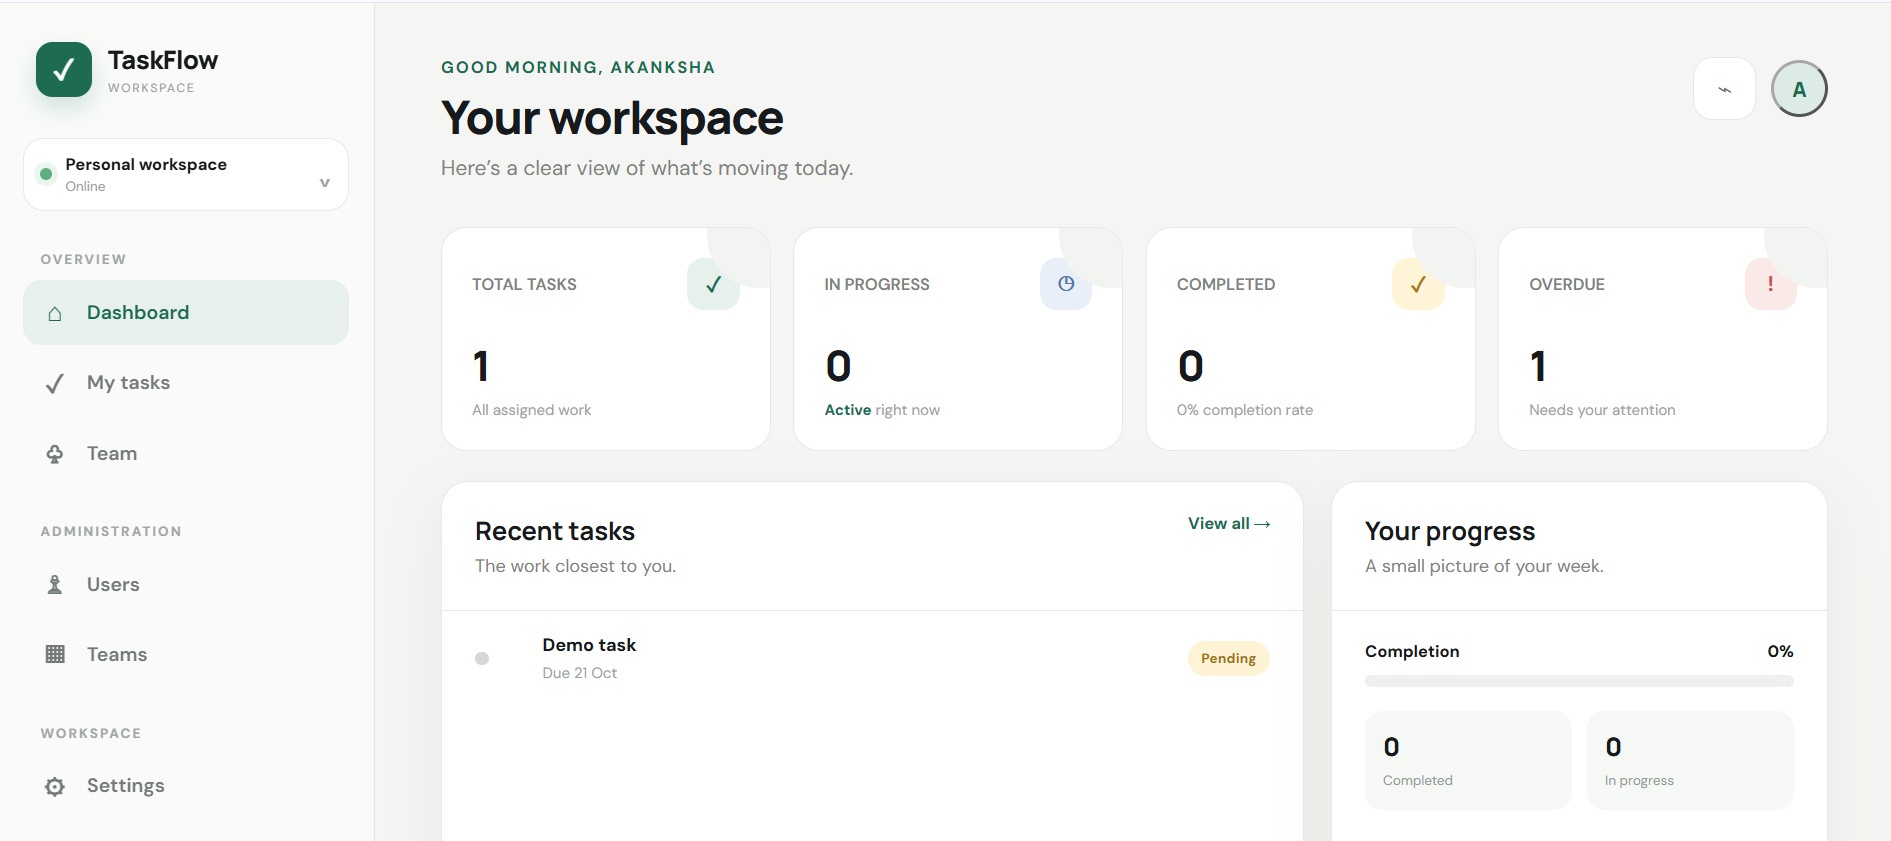 TaskFlow
WORKSPACE
Personal workspace
Online
v
OVERVIEW
Dashboard
My tasks
Team
ADMINISTRATION
Users
Teams
WORKSPACE
Settings
GOOD MORNING, AKANKSHA
Your workspace
Here’s a clear view of what’s moving today.
A
TOTAL TASKS
1
All assigned work
IN PROGRESS
0
Active right now
COMPLETED
0
0% completion rate
OVERDUE
!
1
Needs your attention
Recent tasks
View all →
The work closest to you.
Demo task
Due 21 Oct
Pending
Your progress
A small picture of your week.
Completion 0%
0
Completed
0
In progress